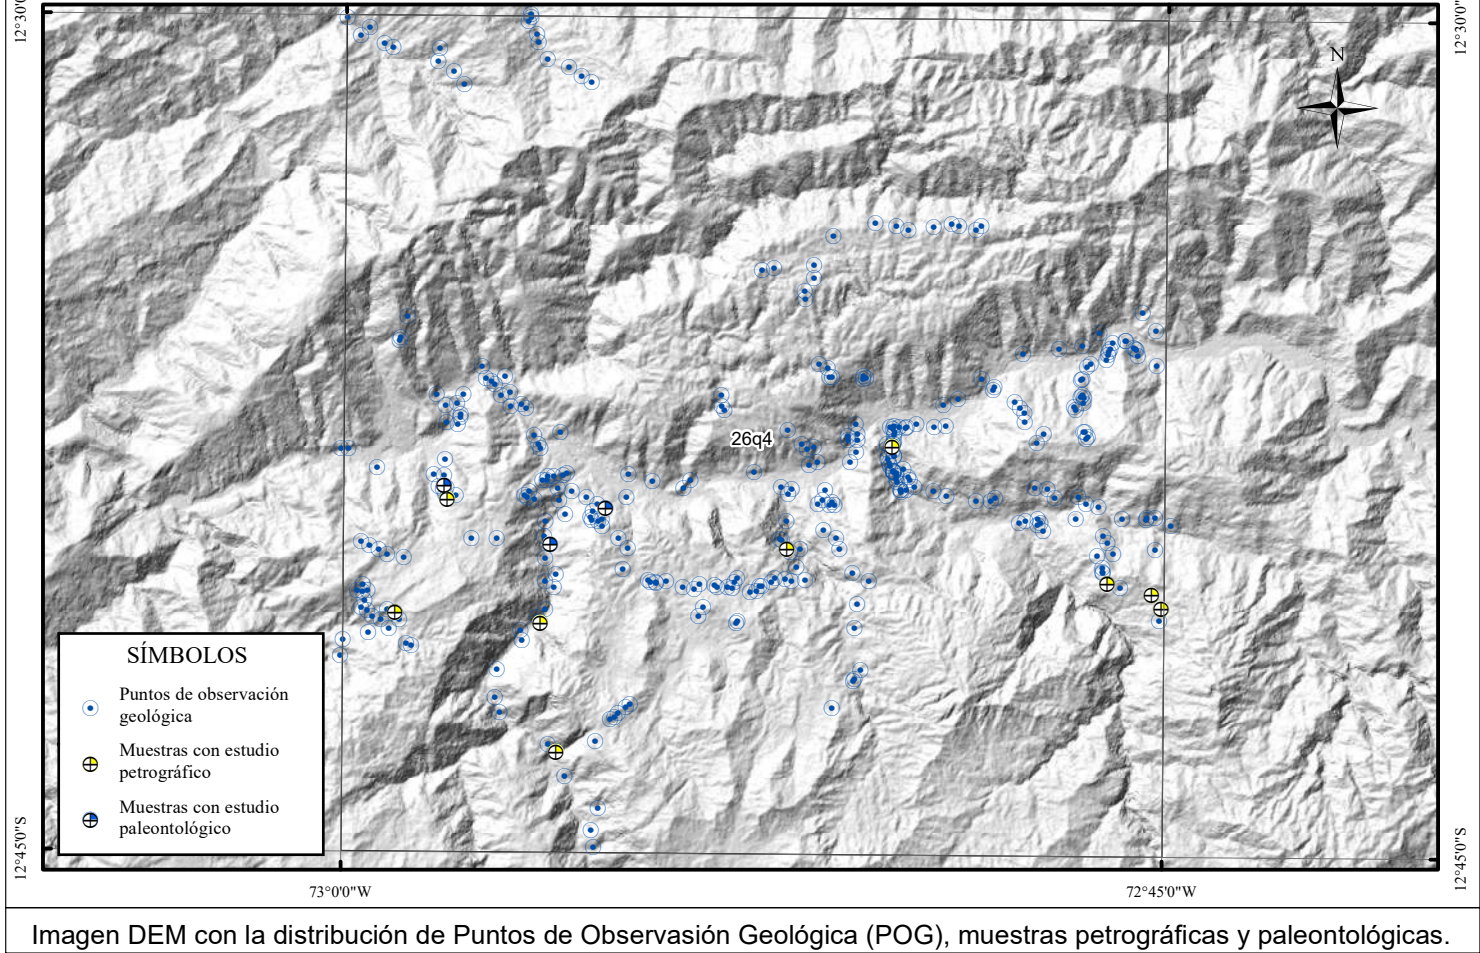 12°30'0"
12°30'0"
N
26q4
SÍMBOLOS
Puntos de observación
geológica
Muestras con estudio
petrográfico
Muestras con estudio
paleontológico
12°45'0"S
12°45'0"S
73°0'0"W
72°45'0"W
Imagen DEM con la distribución de Puntos de Observasión Geológica (POG), muestras petrográficas y paleontológicas.